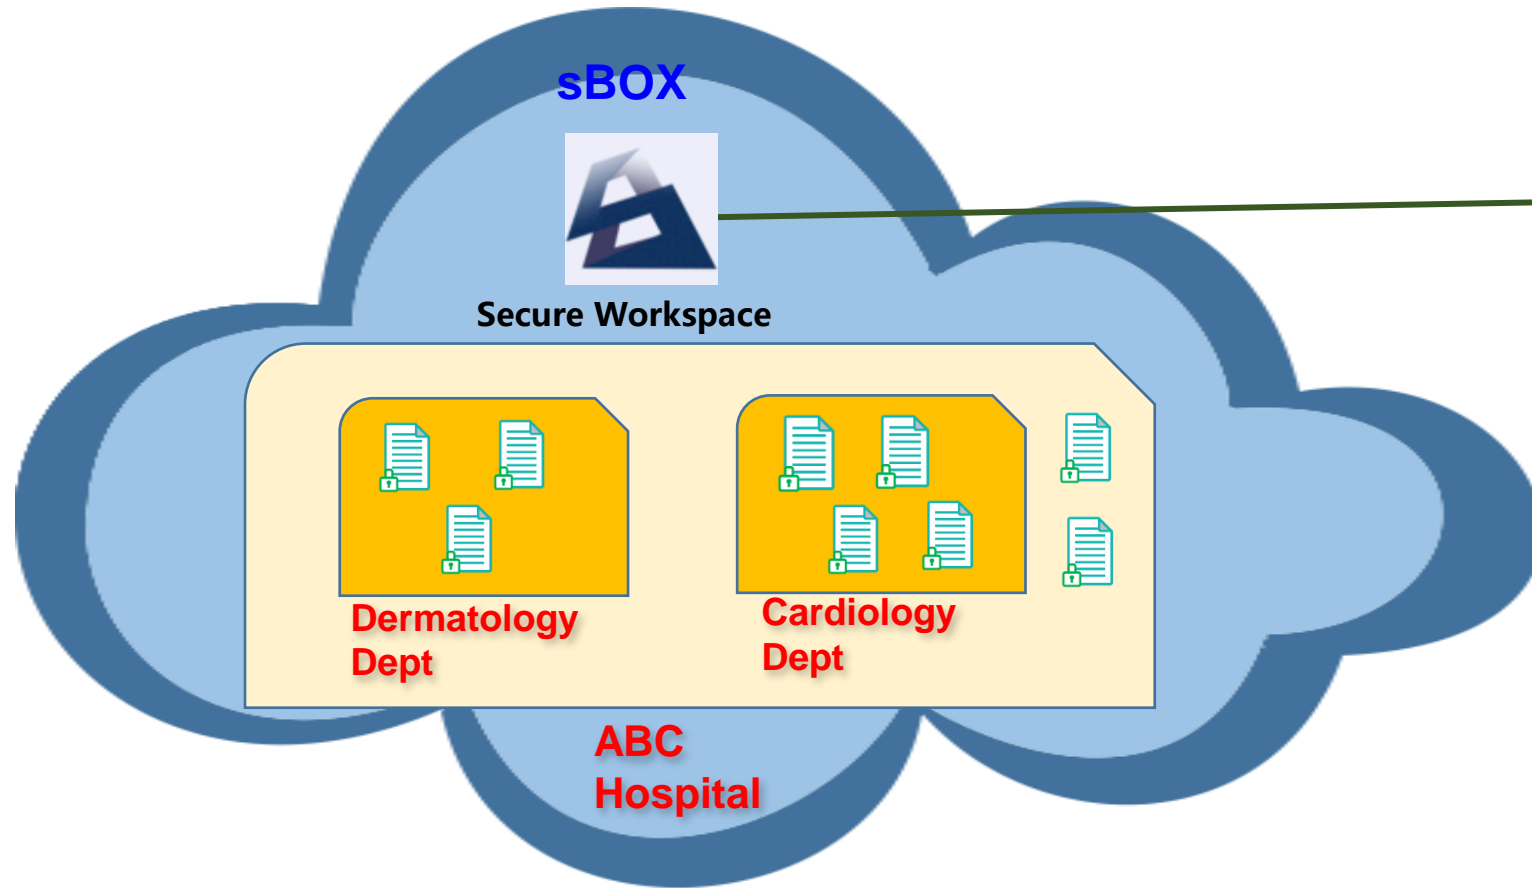 sBOX
Secure Workspace
Dermatology
Dept
Cardiology
Dept
ABC
Hospital